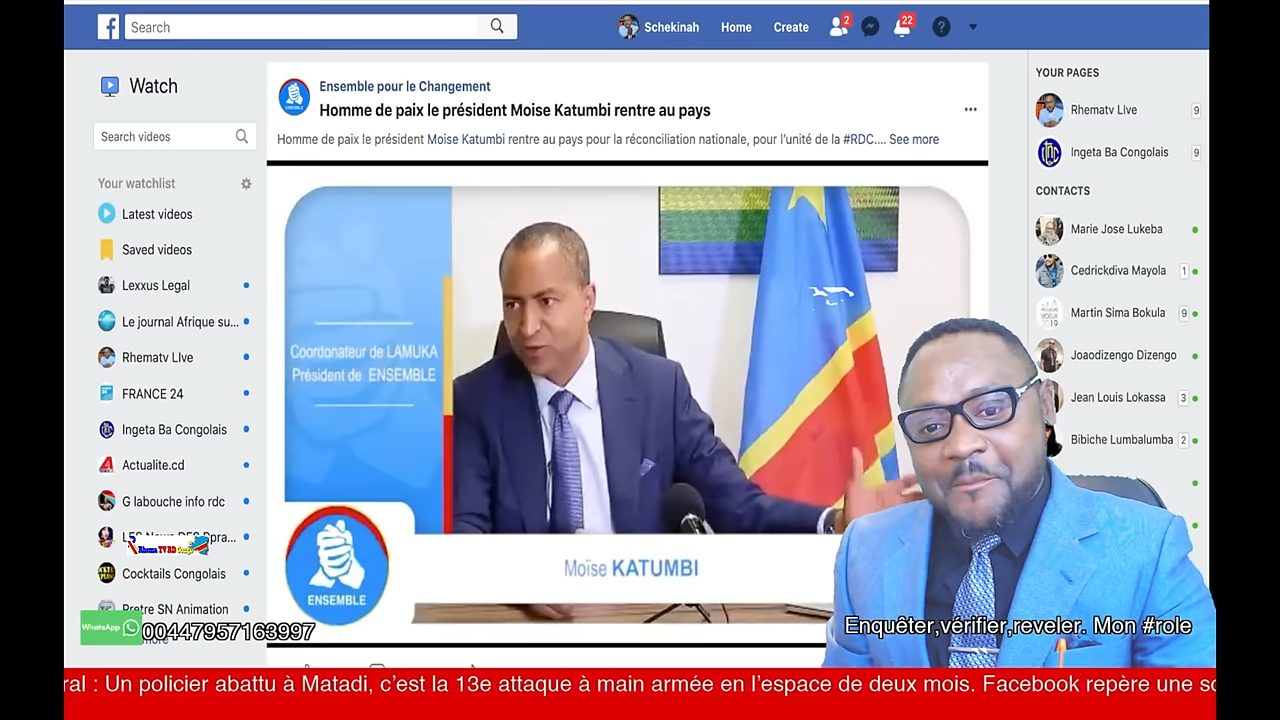 Search
Schekinah
Home
Create
2
22
Watch
Search videos
Your watchlist
Latest videos
Saved videos
Lexxus Legal
Le journal Afrique su...
Rhematv LIve
FRANCE 24
Ingeta Ba Congolais
Actualite.cd
G labouche info rdc
Rhema TV RD Congo
Cocktails Congolais
Pretre SN Animation
WhatsApp
00447957163997
Ensemble pour le Changement
Homme de paix le président Moise Katumbi rentre au pays
Homme de paix le président Moise Katumbi rentre au pays pour la réconciliation nationale, pour l'unité de la #RDC.... See more
Coordonateur de LAMUKA
Président de ENSEMBLE
ENSEMBLE
Moïse KATUMBI
YOUR PAGES
Rhematv LIve 9
Ingeta Ba Congolais 9
CONTACTS
Marie Jose Lukeba
Cedrickdiva Mayola 1
Martin Sima Bokula 9
Joaodizengo Dizengo
Jean Louis Lokassa 3
Bibiche Lumbalumba 2
Enquêter,vérifier,reveler. Mon #role
ral : Un policier abattu à Matadi, c'est la 13e attaque à main armée en l'espace de deux mois. Facebook repère une